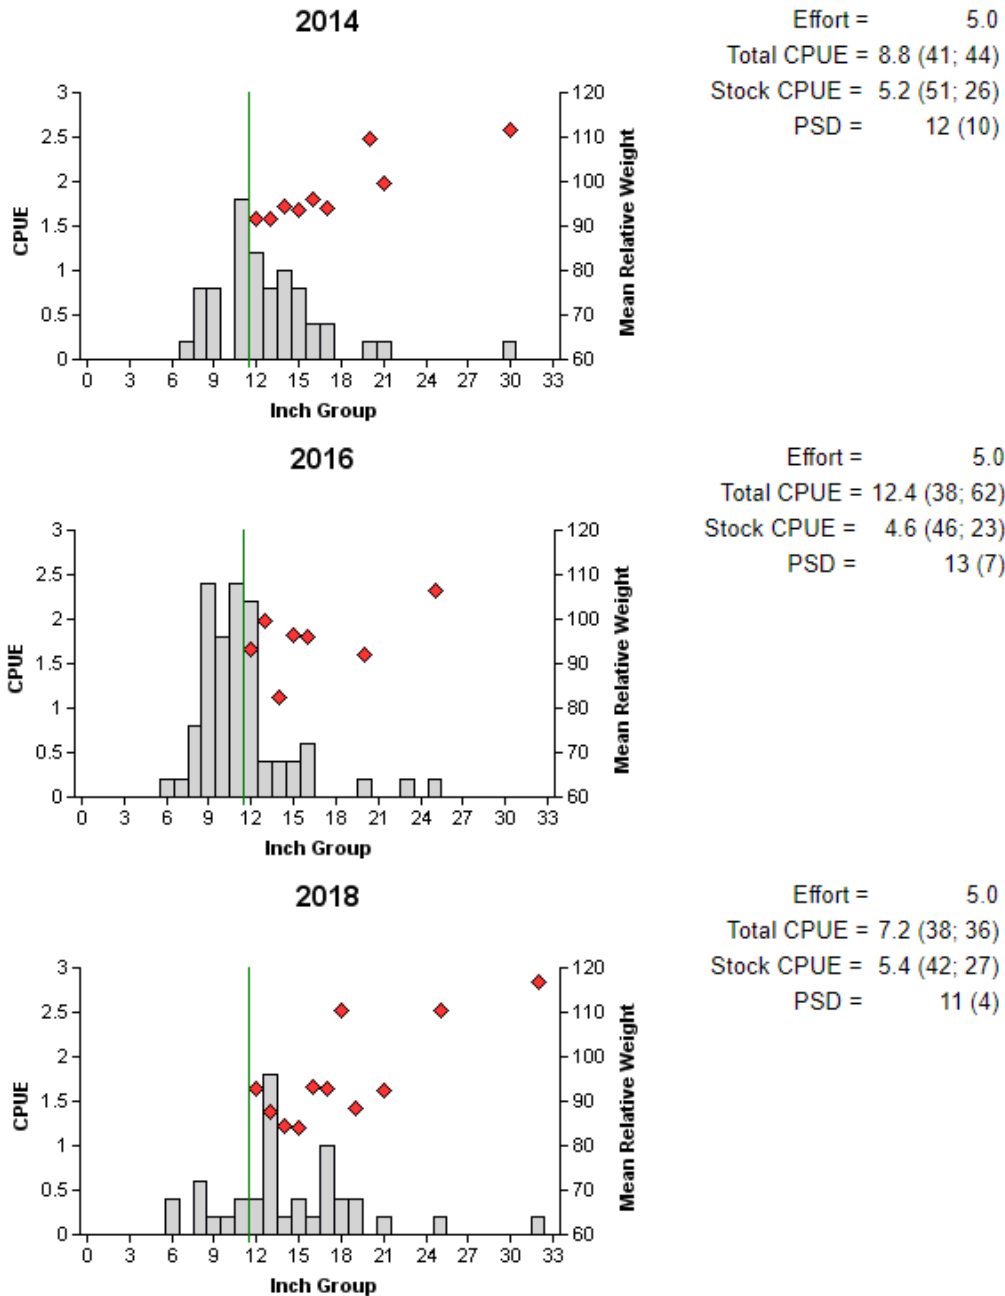 2014
Effort = 5.0
Total CPUE = 8.8 (41; 44)
Stock CPUE = 5.2 (51; 26)
PSD = 12 (10)
3 120
2.5 110
2 100
1.5 90
1 80
0.5 70
0 60
CPUE
Mean Relative Weight
0 3 6 9 12 15 18 21 24 27 30 33
Inch Group
2016
Effort = 5.0
Total CPUE = 12.4 (38; 62)
Stock CPUE = 4.6 (46; 23)
PSD = 13 (7)
3 120
2.5 110
2 100
1.5 90
1 80
0.5 70
0 60
CPUE
Mean Relative Weight
0 3 6 9 12 15 18 21 24 27 30 33
Inch Group
2018
Effort = 5.0
Total CPUE = 7.2 (38; 36)
Stock CPUE = 5.4 (42; 27)
PSD = 11 (4)
3 120
2.5 110
2 100
1.5 90
1 80
0.5 70
0 60
CPUE
Mean Relative Weight
0 3 6 9 12 15 18 21 24 27 30 33
Inch Group